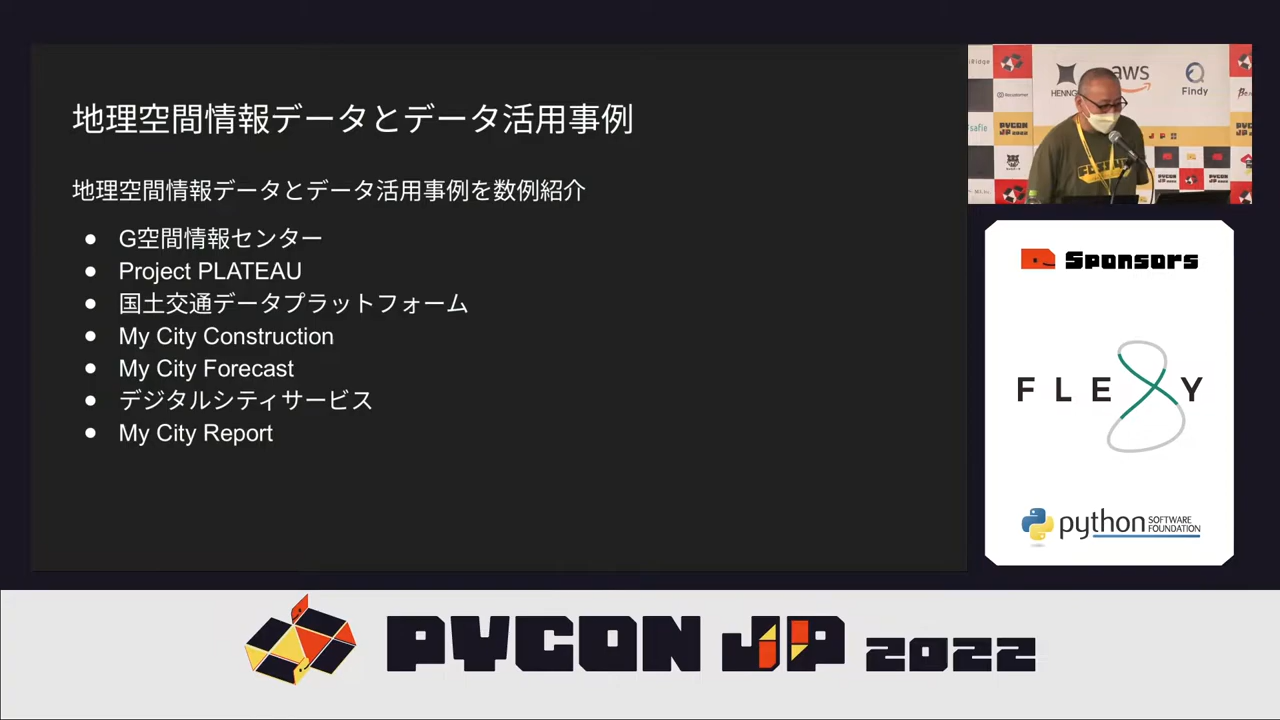 地理空間情報データとデータ活用事例
地理空間情報データとデータ活用事例を数例紹介
● G空間情報センター
● Project PLATEAU
● 国土交通データプラットフォーム
● My City Construction
● My City Forecast
● デジタルシティサービス
● My City Report
aws
Findy
PYCON
JP 2022
safie
Sponsors
FLEXY
python SOFTWARE FOUNDATION
PYCON JP 2022